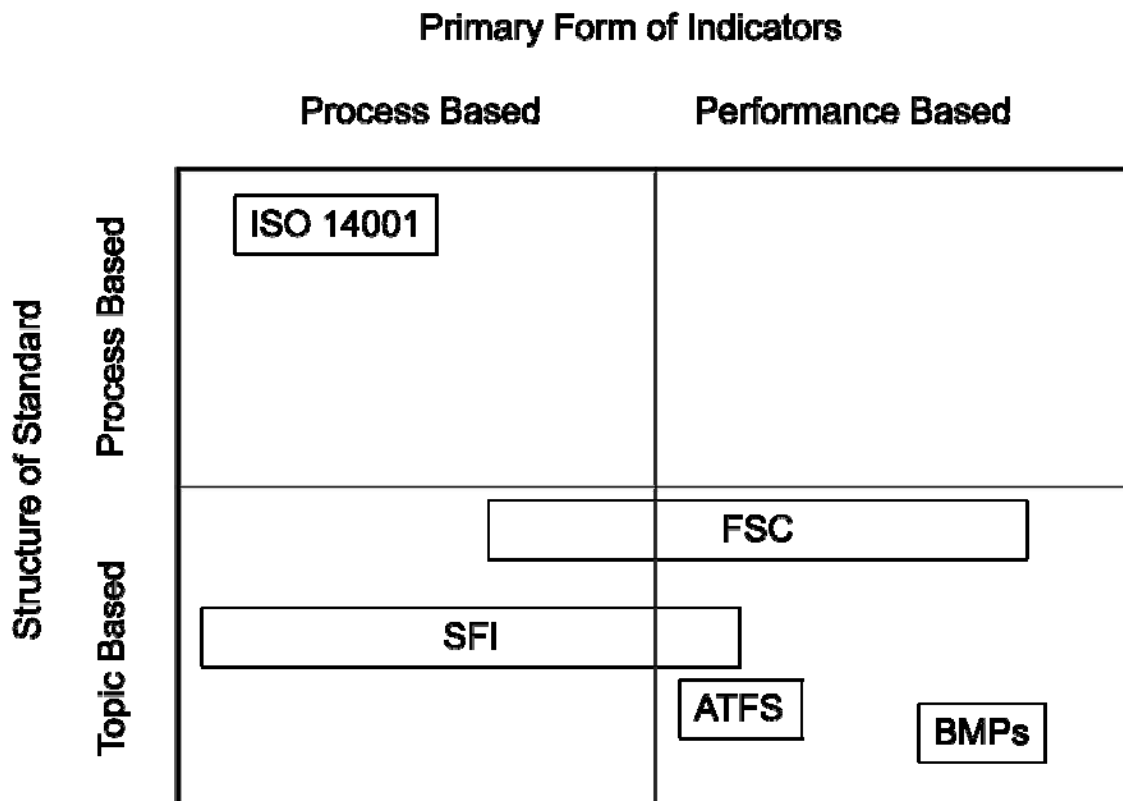 Primary Form of Indicators
Process Based
Performance Based
Structure of Standard
Process Based
Topic Based
ISO 14001
FSC
SFI
ATFS
BMPs